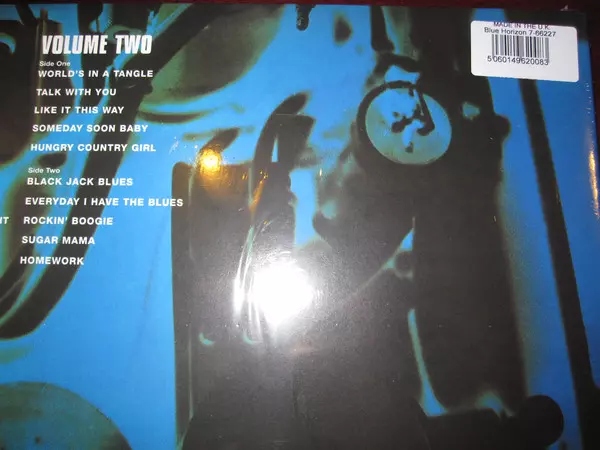 VOLUME TWO
Side One
WORLD'S IN A TANGLE
TALK WITH YOU
LIKE IT THIS WAY
SOMEDAY SOON BABY
HUNGRY COUNTRY GIRL
Side Two
BLACK JACK BLUES
EVERYDAY I HAVE THE BLUES
ROCKIN' BOOGIE
SUGAR MAMA
HOMEWORK
MADE IN THE U.K.
Blue Horizon 7-66227
5060149620083